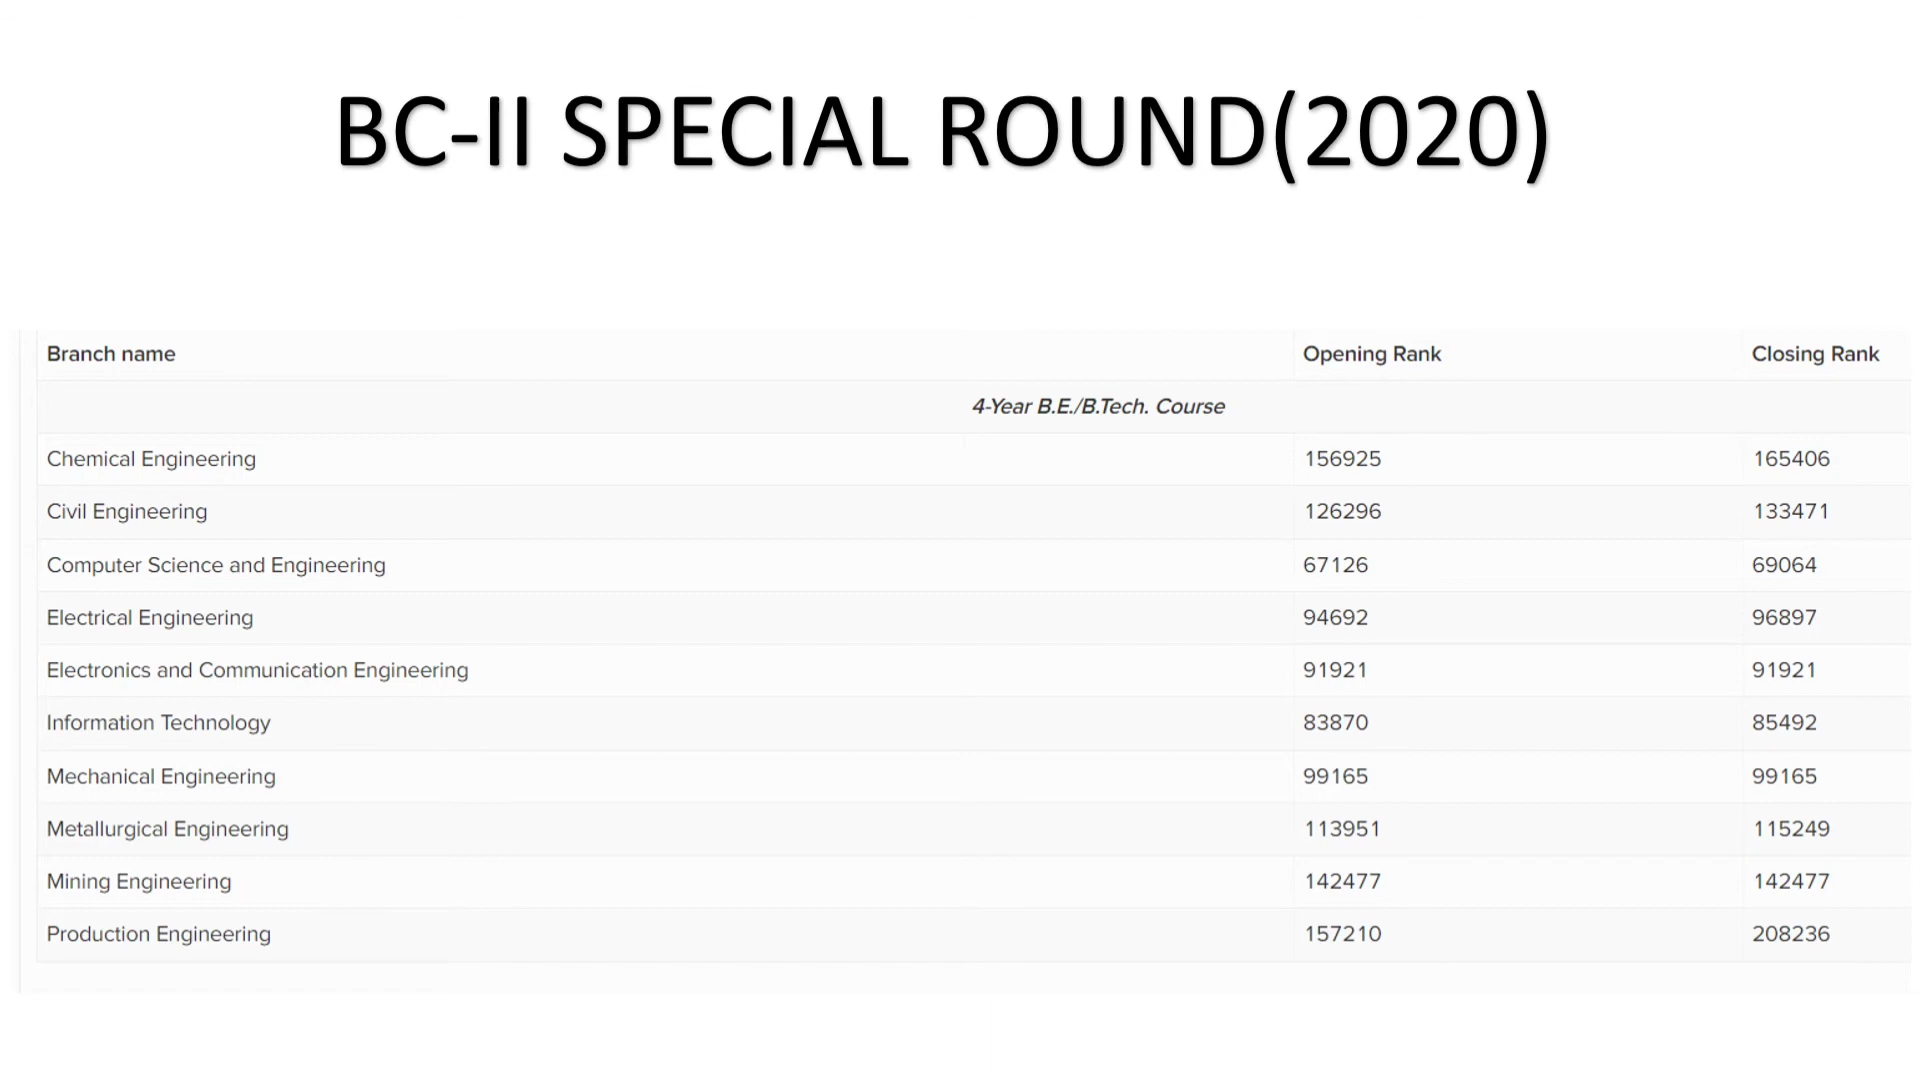 BC-II SPECIAL ROUND(2020)
Branch name Opening Rank Closing Rank
4-Year B.E./B.Tech. Course
Chemical Engineering 156925 165406
Civil Engineering 126296 133471
Computer Science and Engineering 67126 69064
Electrical Engineering 94692 96897
Electronics and Communication Engineering 91921 91921
Information Technology 83870 85492
Mechanical Engineering 99165 99165
Metallurgical Engineering 113951 115249
Mining Engineering 142477 142477
Production Engineering 157210 208236